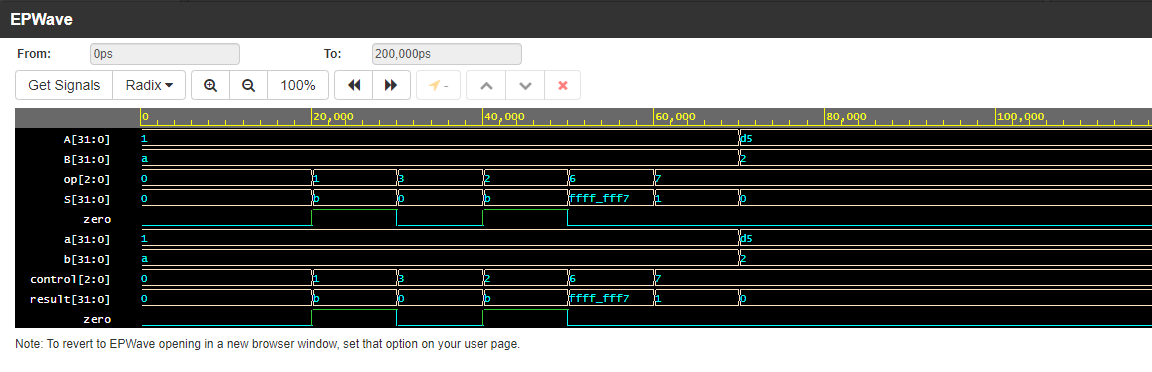 EPWave
From: 0ps To: 200,000ps
Get Signals Radix 100% -
0 20,000 40,000 60,000 80,000 100,000
A[31:0] 1 d5
B[31:0] a 2
op[2:0] 0 1 3 2 6 7
S[31:0] 0 b 0 b ffff_fff7 1 0
zero
a[31:0] 1 d5
b[31:0] a 2
control[2:0] 0 1 3 2 6 7
result[31:0] 0 b 0 b ffff_fff7 1 0
zero
Note: To revert to EPWave opening in a new browser window, set that option on your user page.